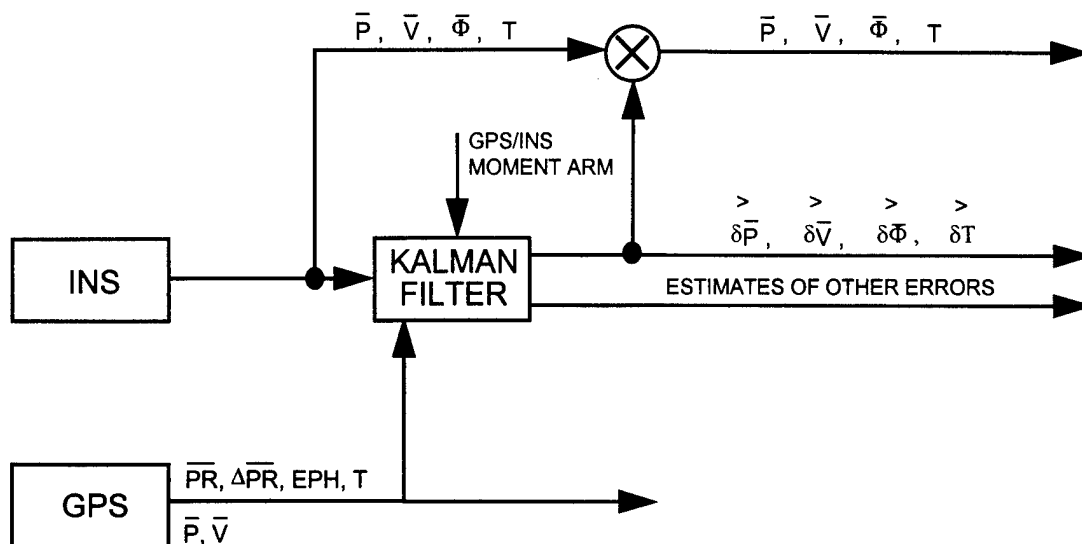 P̅, V̅, Φ̅, T
P̅, V̅, Φ̅, T
GPS/INS
MOMENT ARM
> > > >
δP̅, δV̅, δΦ̅, δT
INS
KALMAN
FILTER
ESTIMATES OF OTHER ERRORS
P̅R̅, ΔP̅R̅, EPH, T
GPS
P̅, V̅